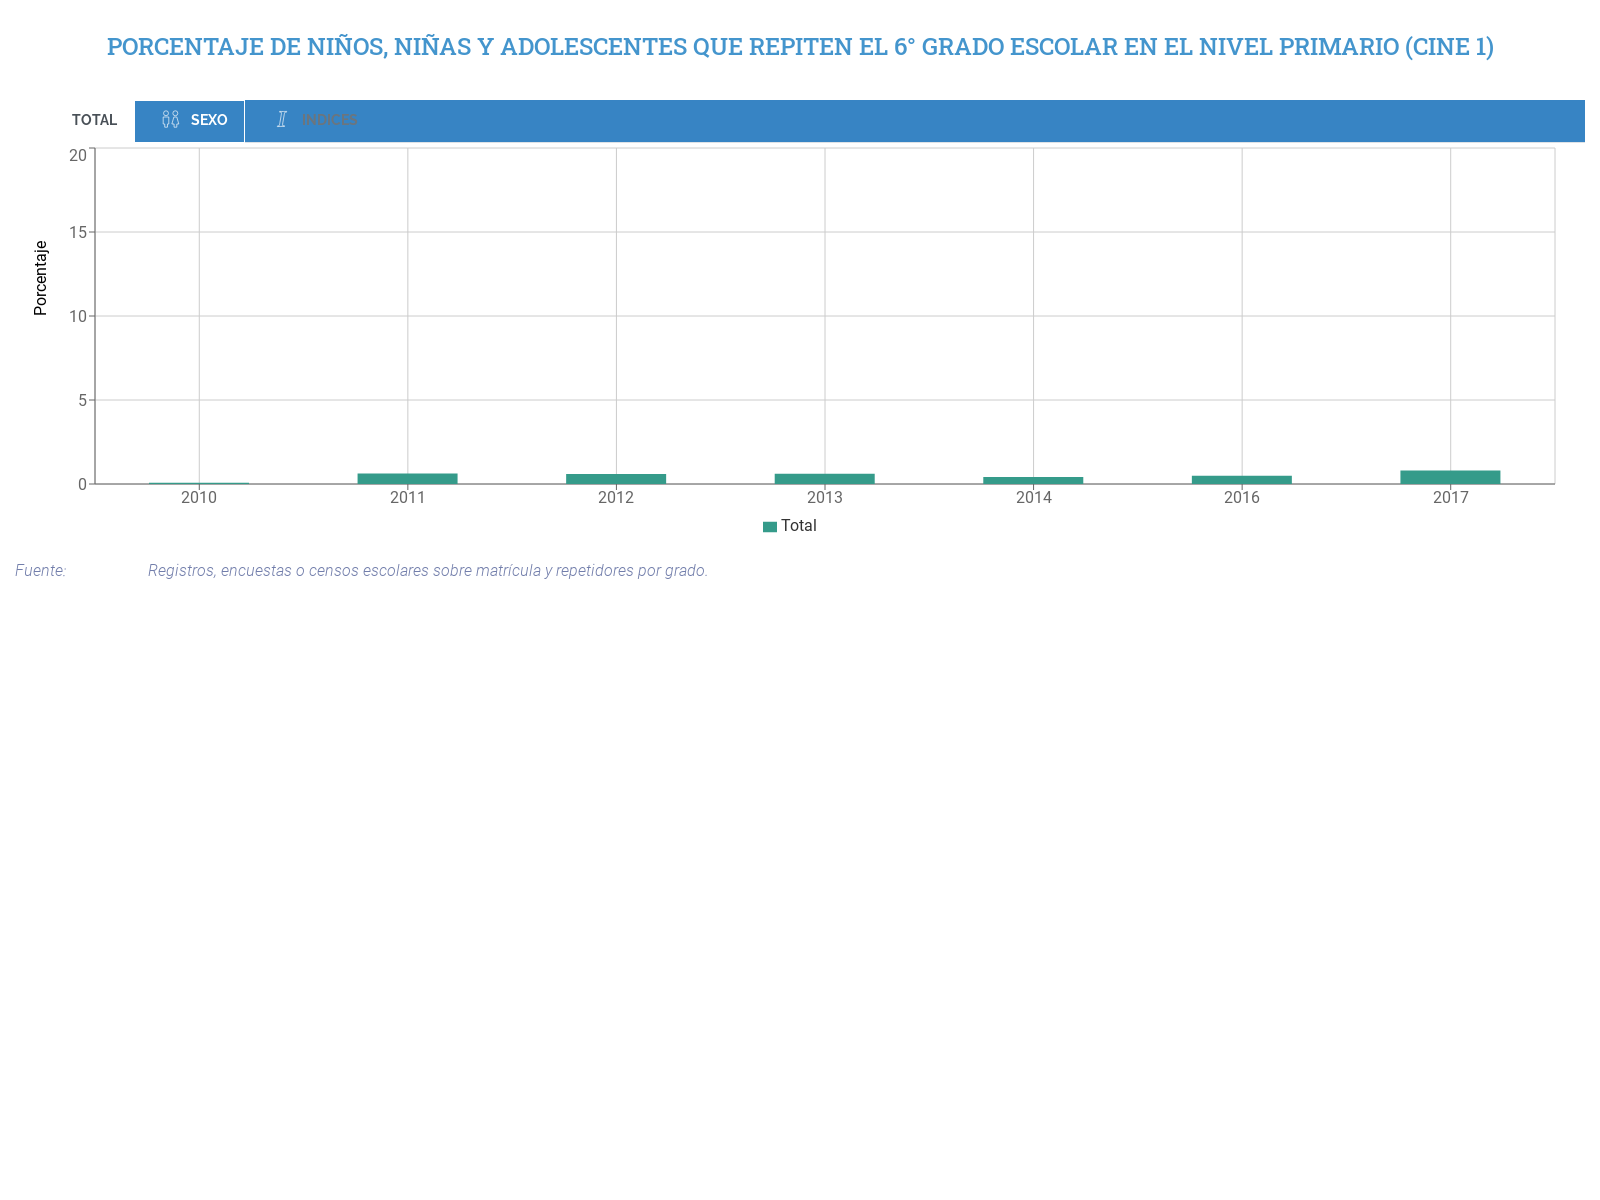 PORCENTAJE DE NIÑOS, NIÑAS Y ADOLESCENTES QUE REPITEN EL 6° GRADO ESCOLAR EN EL NIVEL PRIMARIO (CINE 1)
TOTAL SEXO INDICES
20
15
10
5
0
Porcentaje
2010 2011 2012 2013 2014 2016 2017
Total
Fuente: Registros, encuestas o censos escolares sobre matrícula y repetidores por grado.